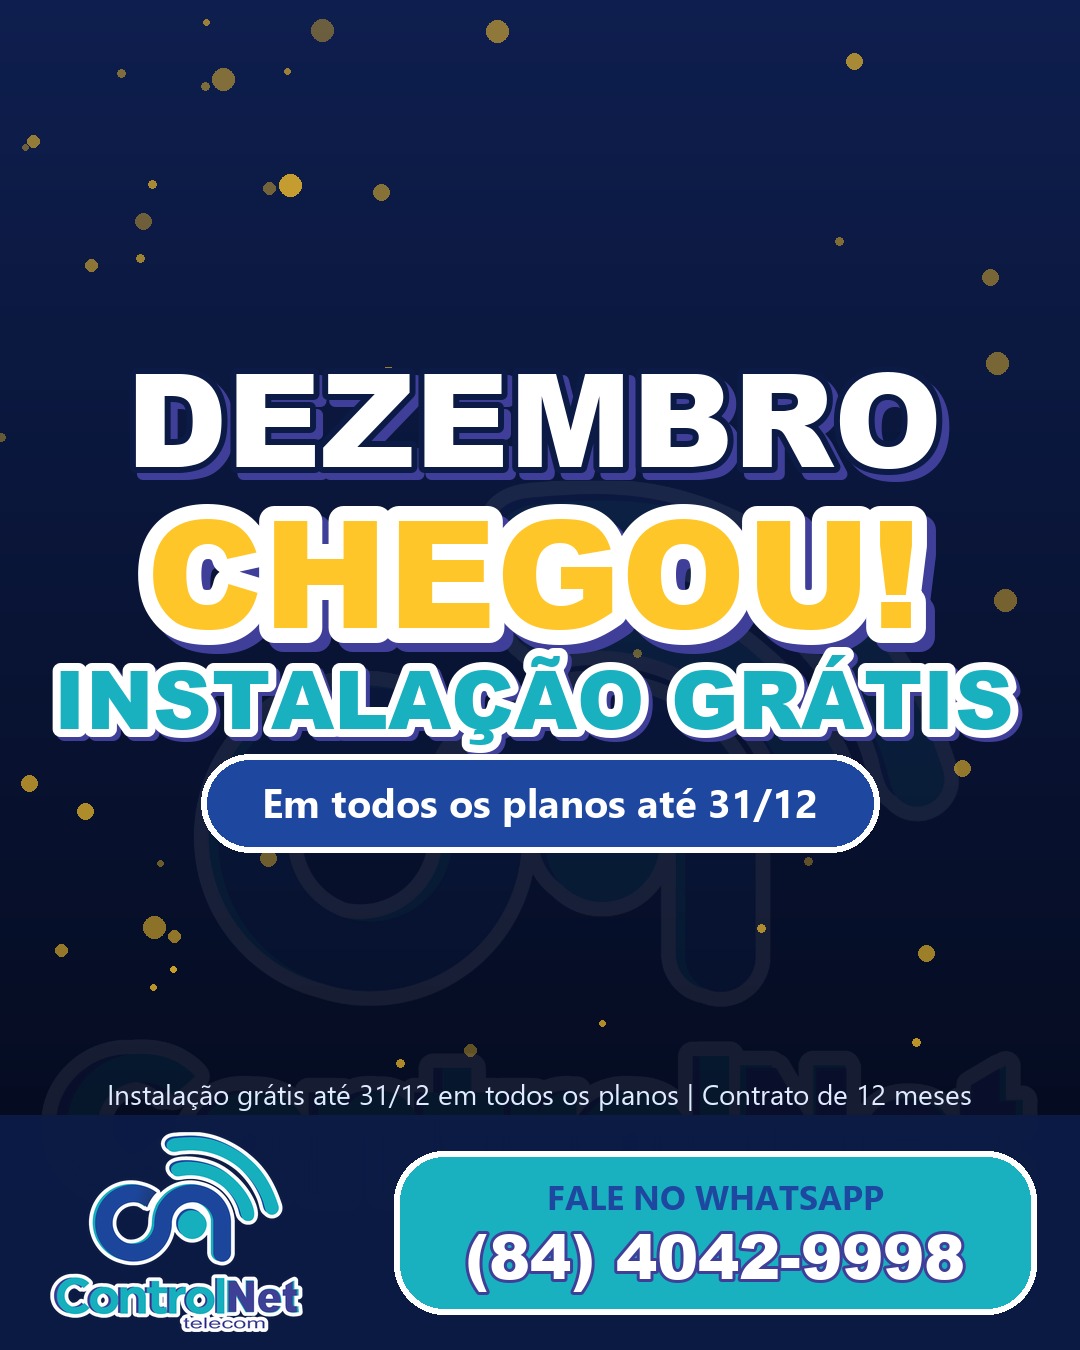 DEZEMBRO
CHEGOU!
INSTALAÇÃO GRÁTIS
Em todos os planos até 31/12
Instalação grátis até 31/12 em todos os planos | Contrato de 12 meses
ControlNet
telecom
FALE NO WHATSAPP
(84) 4042-9998